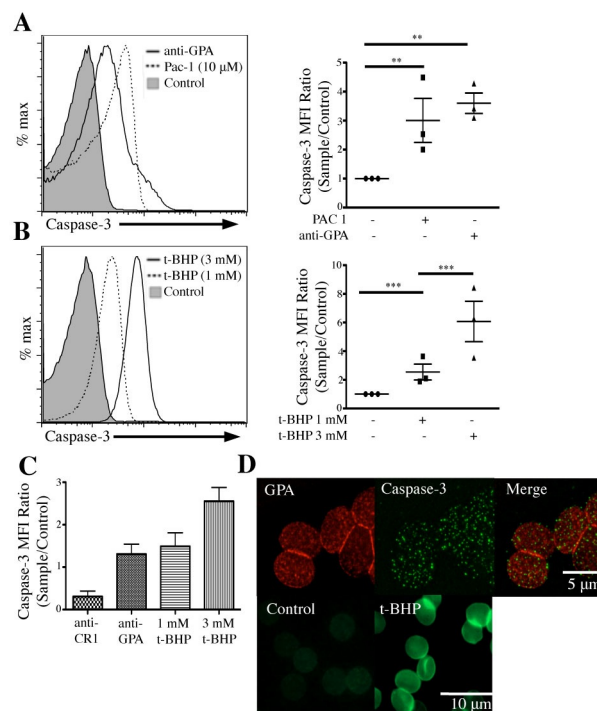 A
anti-GPA
Pac-1 (10 μM)
Control
% max
Caspase-3
Caspase-3 MFI Ratio
(Sample/Control)
5
4
3
2
1
0
**
**
PAC 1 - + -
anti-GPA - - +
B
t-BHP (3 mM)
t-BHP (1 mM)
Control
% max
Caspase-3
Caspase-3 MFI Ratio
(Sample/Control)
10
8
6
4
2
0
***
***
t-BHP 1 mM - + -
t-BHP 3 mM - - +
C
Caspase-3 MFI Ratio
(Sample/Control)
3
2
1
0
anti- anti- 1 mM 3 mM
CR1 GPA t-BHP t-BHP
D
GPA Caspase-3 Merge
5 μm
Control t-BHP
10 μm